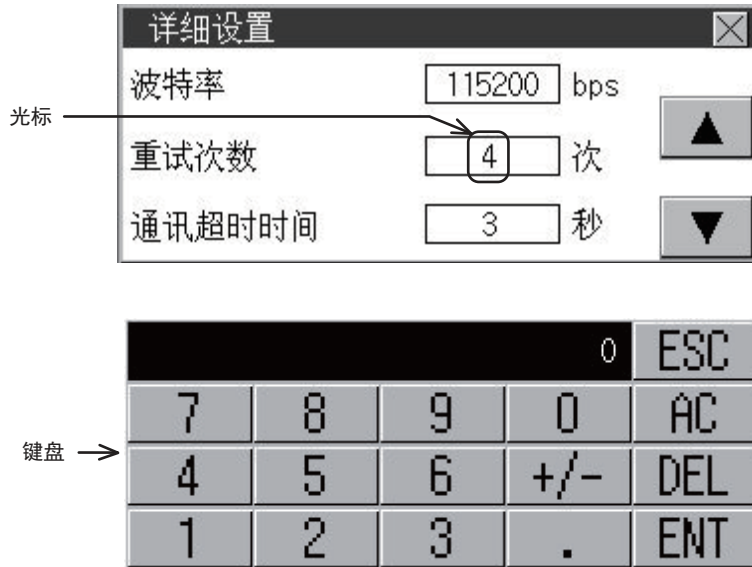 详细设置
波特率 115200 bps
光标
重试次数 4 次
通讯超时时间 3 秒
0 ESC
7 8 9 0 AC
键盘
4 5 6 +/- DEL
1 2 3 . ENT